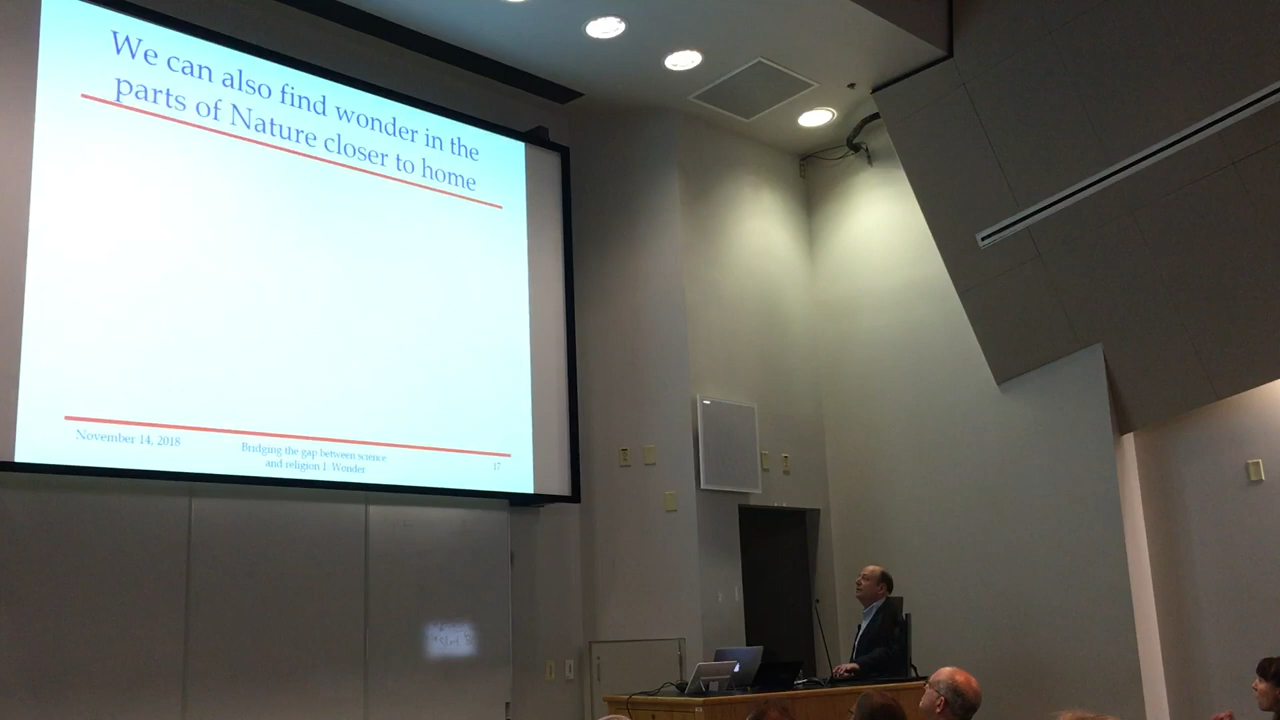 We can also find wonder in the
parts of Nature closer to home
November 14, 2018
Bridging the gap between science
and religion I: Wonder
17